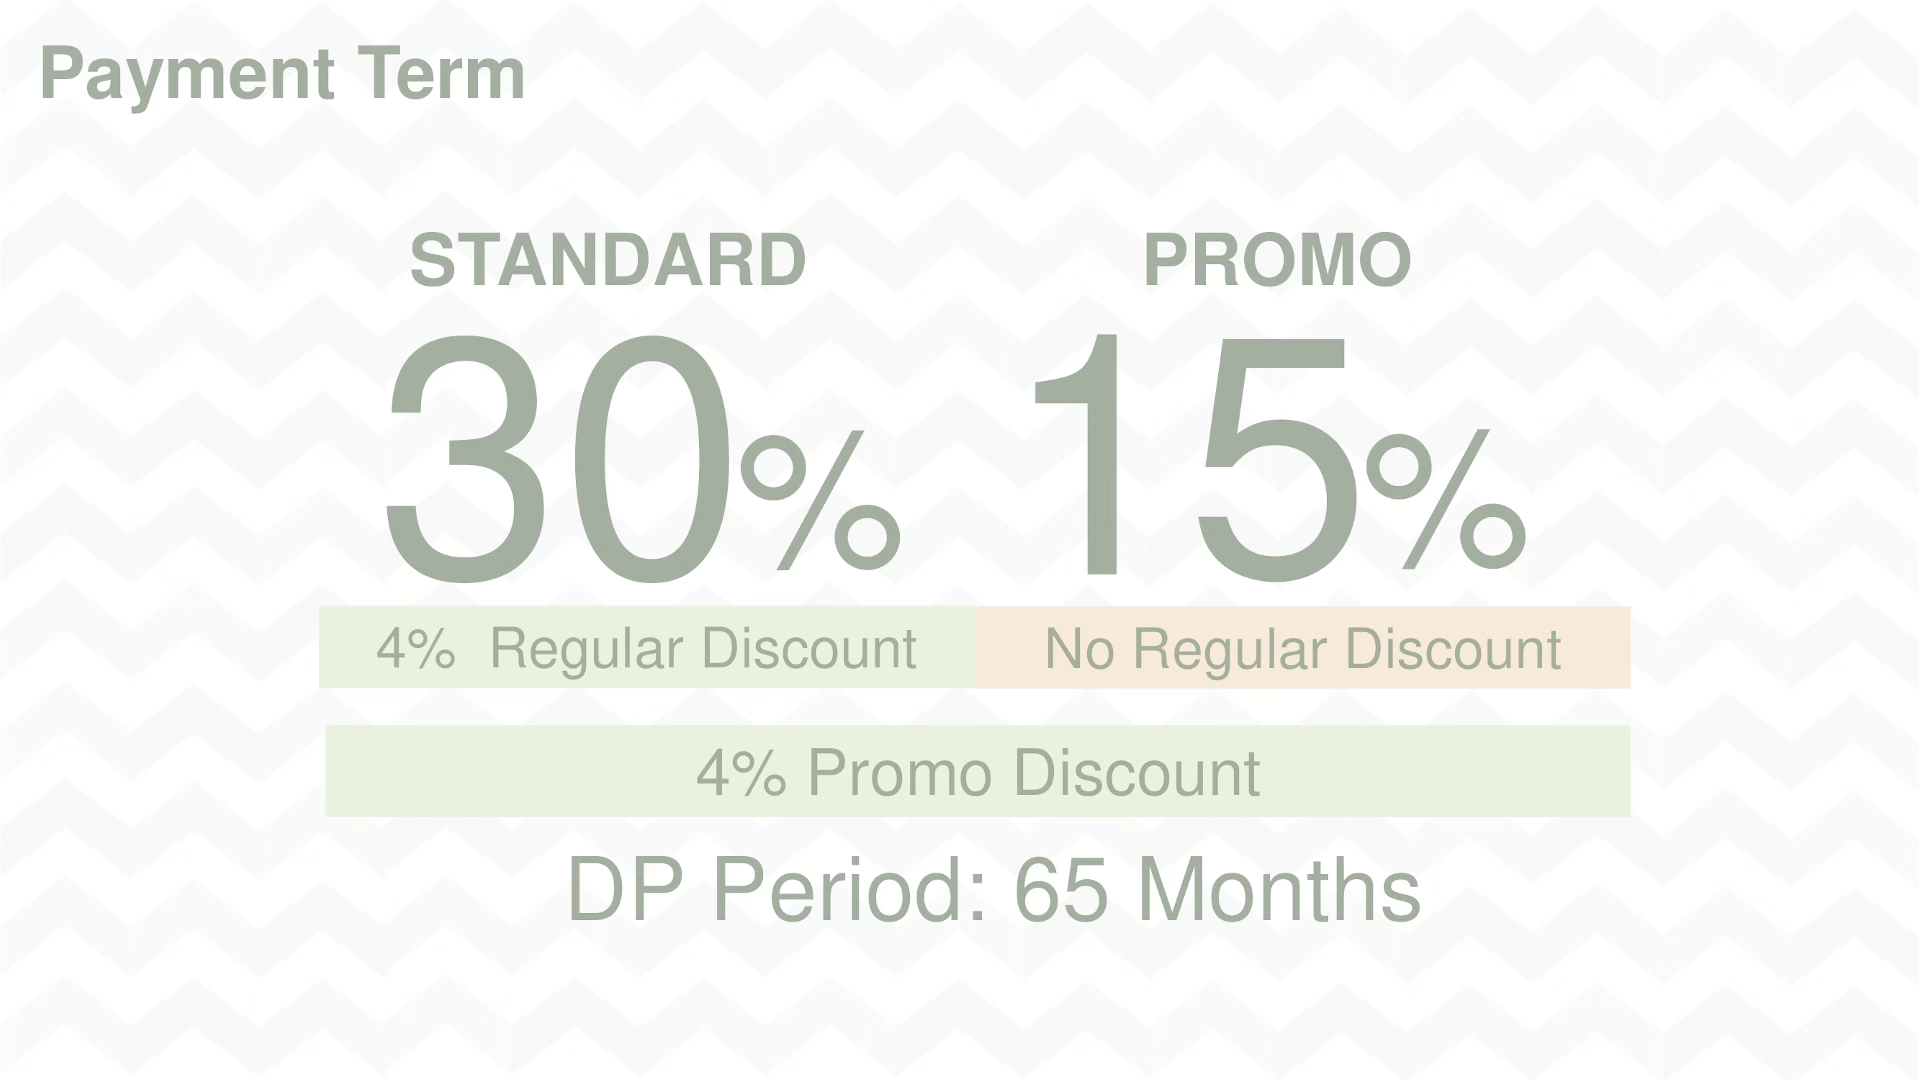 Payment Term
STANDARD PROMO
30% 15%
4% Regular Discount No Regular Discount
4% Promo Discount
DP Period: 65 Months